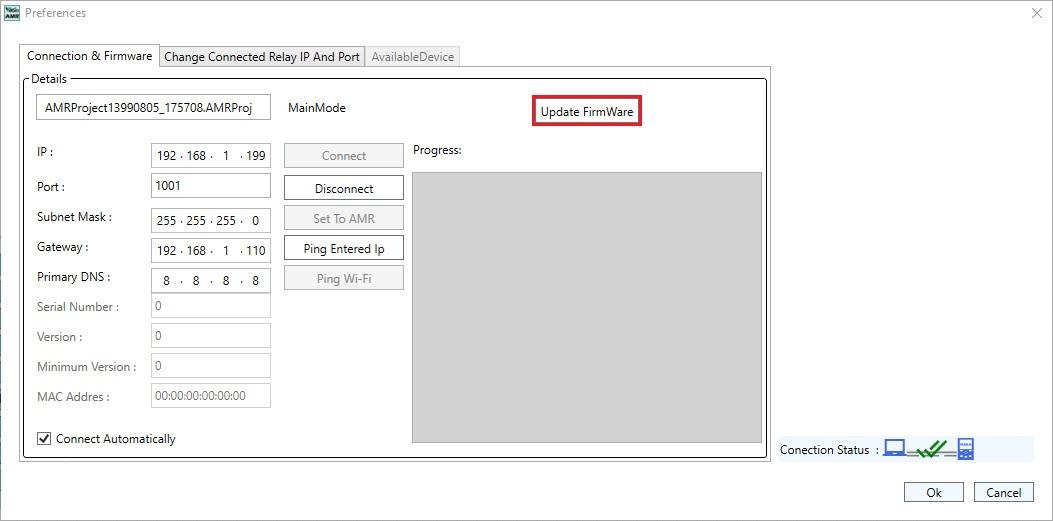 Preferences
Connection & Firmware Change Connected Relay IP And Port AvailableDevice
Details
AMRProject13990805_175708.AMRProj MainMode Update FirmWare
IP : 192 . 168 . 1 . 199 Connect Progress:
Port : 1001 Disconnect
Subnet Mask : 255 . 255 . 255 . 0 Set To AMR
Gateway : 192 . 168 . 1 . 110 Ping Entered Ip
Primary DNS : 8 . 8 . 8 . 8 Ping Wi-Fi
Serial Number : 0
Version : 0
Minimum Version : 0
MAC Addres : 00:00:00:00:00:00
Connect Automatically
Conection Status :
Ok Cancel